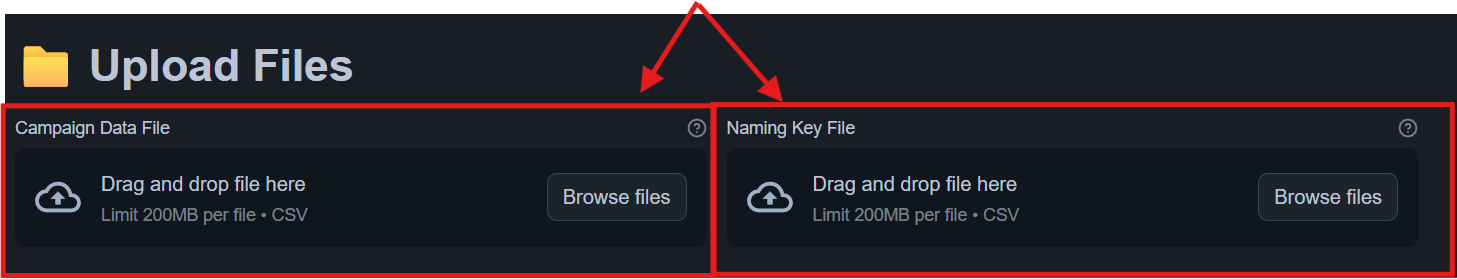 Upload Files
Campaign Data File
Drag and drop file here
Limit 200MB per file • CSV
Browse files
Naming Key File
Drag and drop file here
Limit 200MB per file • CSV
Browse files